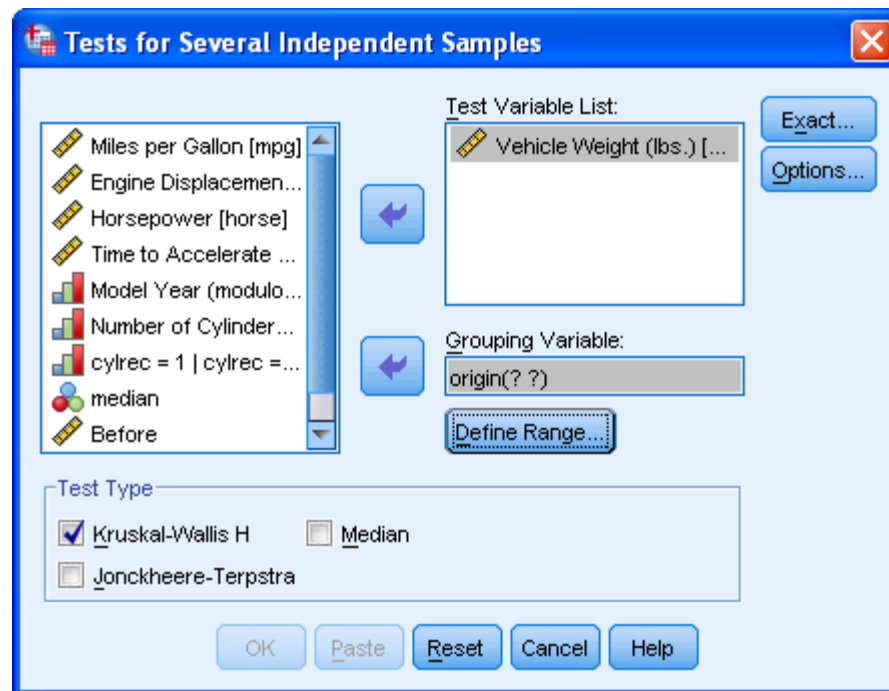 Tests for Several Independent Samples
Miles per Gallon [mpg]
Engine Displacemen...
Horsepower [horse]
Time to Accelerate ...
Model Year (modulo...
Number of Cylinder...
cylrec = 1 | cylrec =...
median
Before
Test Variable List:
Vehicle Weight (lbs.) [...
Grouping Variable:
origin(? ?)
Define Range...
Exact...
Options...
Test Type
Kruskal-Wallis H
Median
Jonckheere-Terpstra
OK
Paste
Reset
Cancel
Help